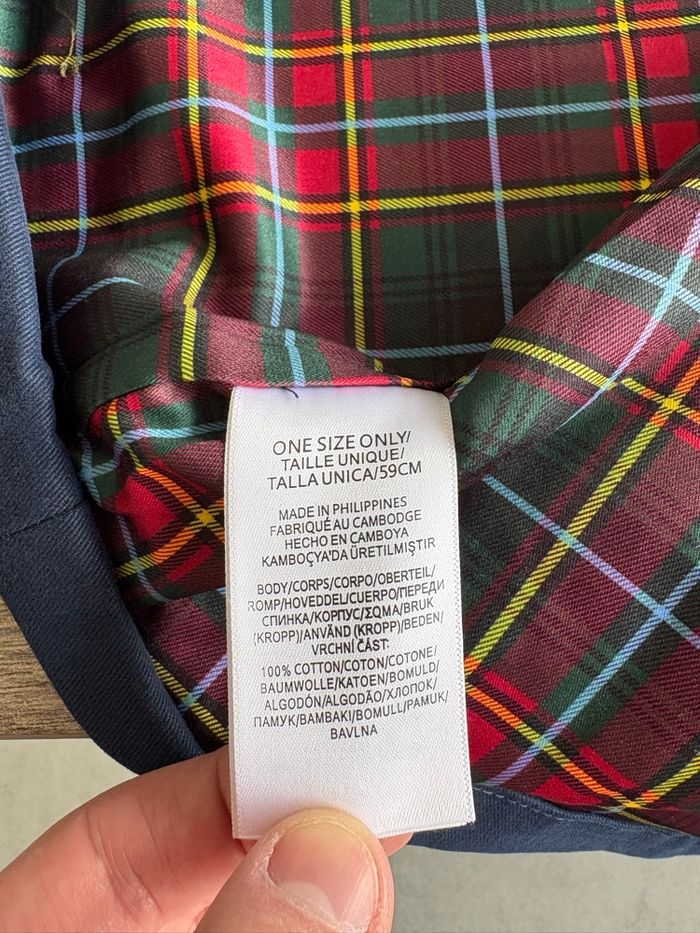 ONE SIZE ONLY/
TAILLE UNIQUE/
TALLA UNICA/59CM
MADE IN PHILIPPINES
FABRIQUÉ AU CAMBODGE
HECHO EN CAMBOYA
KAMBOÇYA'DA ÜRETILMIŞTIR
BODY/CORPS/CORPO/OBERTEIL/
ROMP/HOVEDDEL/CUERPO/ПЕРЕДИ
СПИНКА/КОРПУС/ΣΩΜΑ/BRUK
(KROPP)/ANVÄND (KROPP)/BEDEN/
VRCHNÍ ČÁST:
100% COTTON/COTON/COTONE/
BAUMWOLLE/KATOEN/BOMULD/
ALGODÓN/ALGODÃO/ХЛОПОК/
ПАМУК/BAMBAKI/BOMULL/PAMUK/
BAVLNA